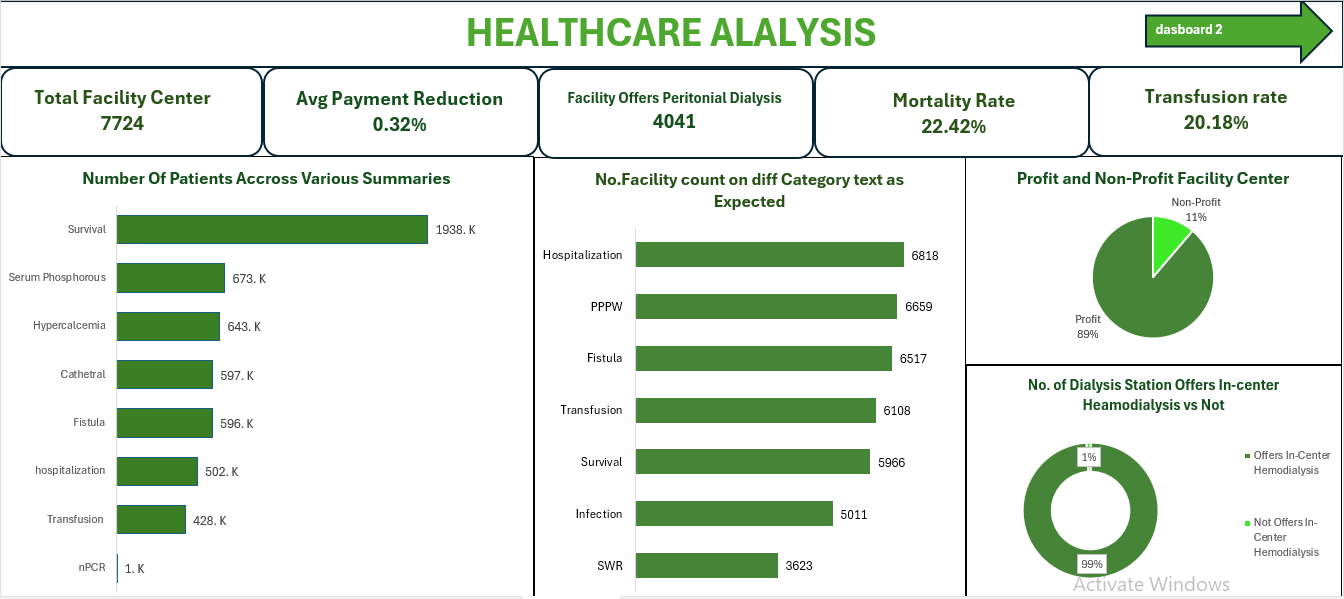 HEALTHCARE ALALYSIS
dasboard 2
Total Facility Center
7724
Avg Payment Reduction
0.32%
Facility Offers Peritonial Dialysis
4041
Mortality Rate
22.42%
Transfusion rate
20.18%
Number Of Patients Accross Various Summaries
Survival
1938. K
Serum Phosphorous
673. K
Hypercalcemia
643. K
Cathetral
597. K
Fistula
596. K
hospitalization
502. K
Transfusion
428. K
nPCR
1. K
No.Facility count on diff Category text as
Expected
Hospitalization
6818
PPPW
6659
Fistula
6517
Transfusion
6108
Survival
5966
Infection
5011
SWR
3623
Profit and Non-Profit Facility Center
Non-Profit
11%
Profit
89%
No. of Dialysis Station Offers In-center
Heamodialysis vs Not
1%
99%
Offers In-Center
Hemodialysis
Not Offers In-
Center
Hemodialysis
Activate Windows